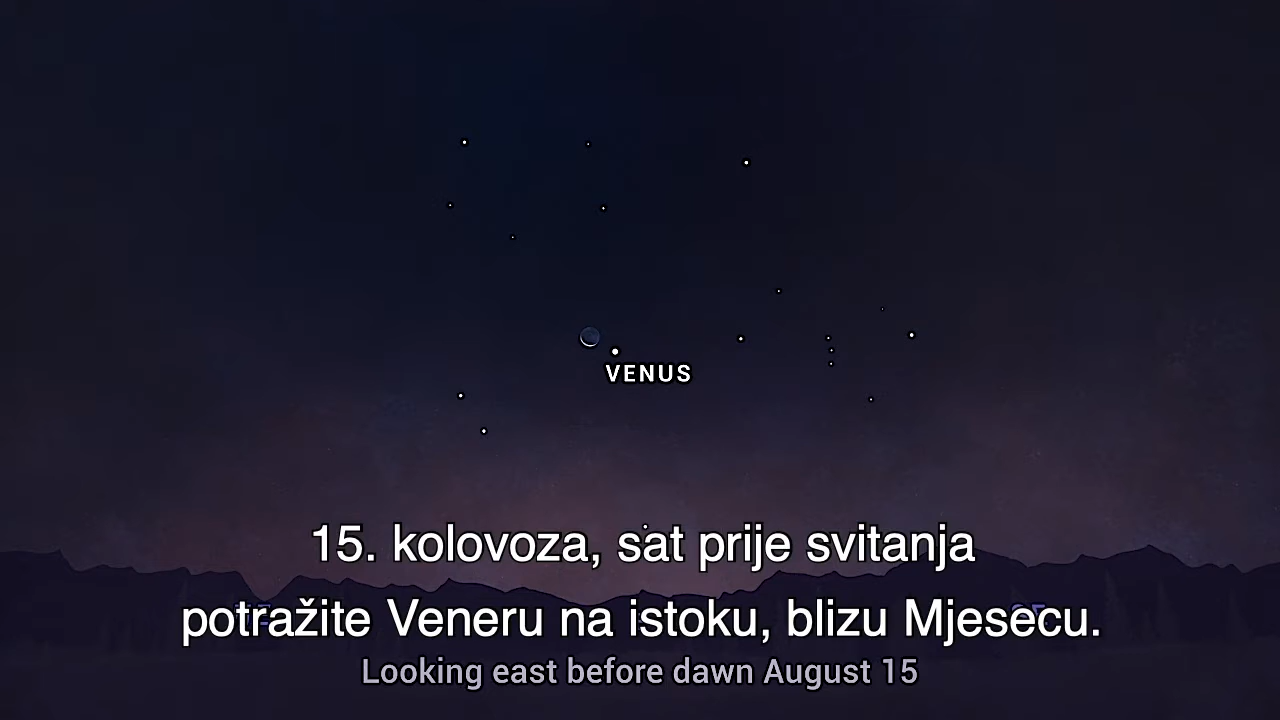 VENUS
15. kolovoza, sat prije svitanja
potražite Veneru na istoku, blizu Mjesecu.
Looking east before dawn August 15